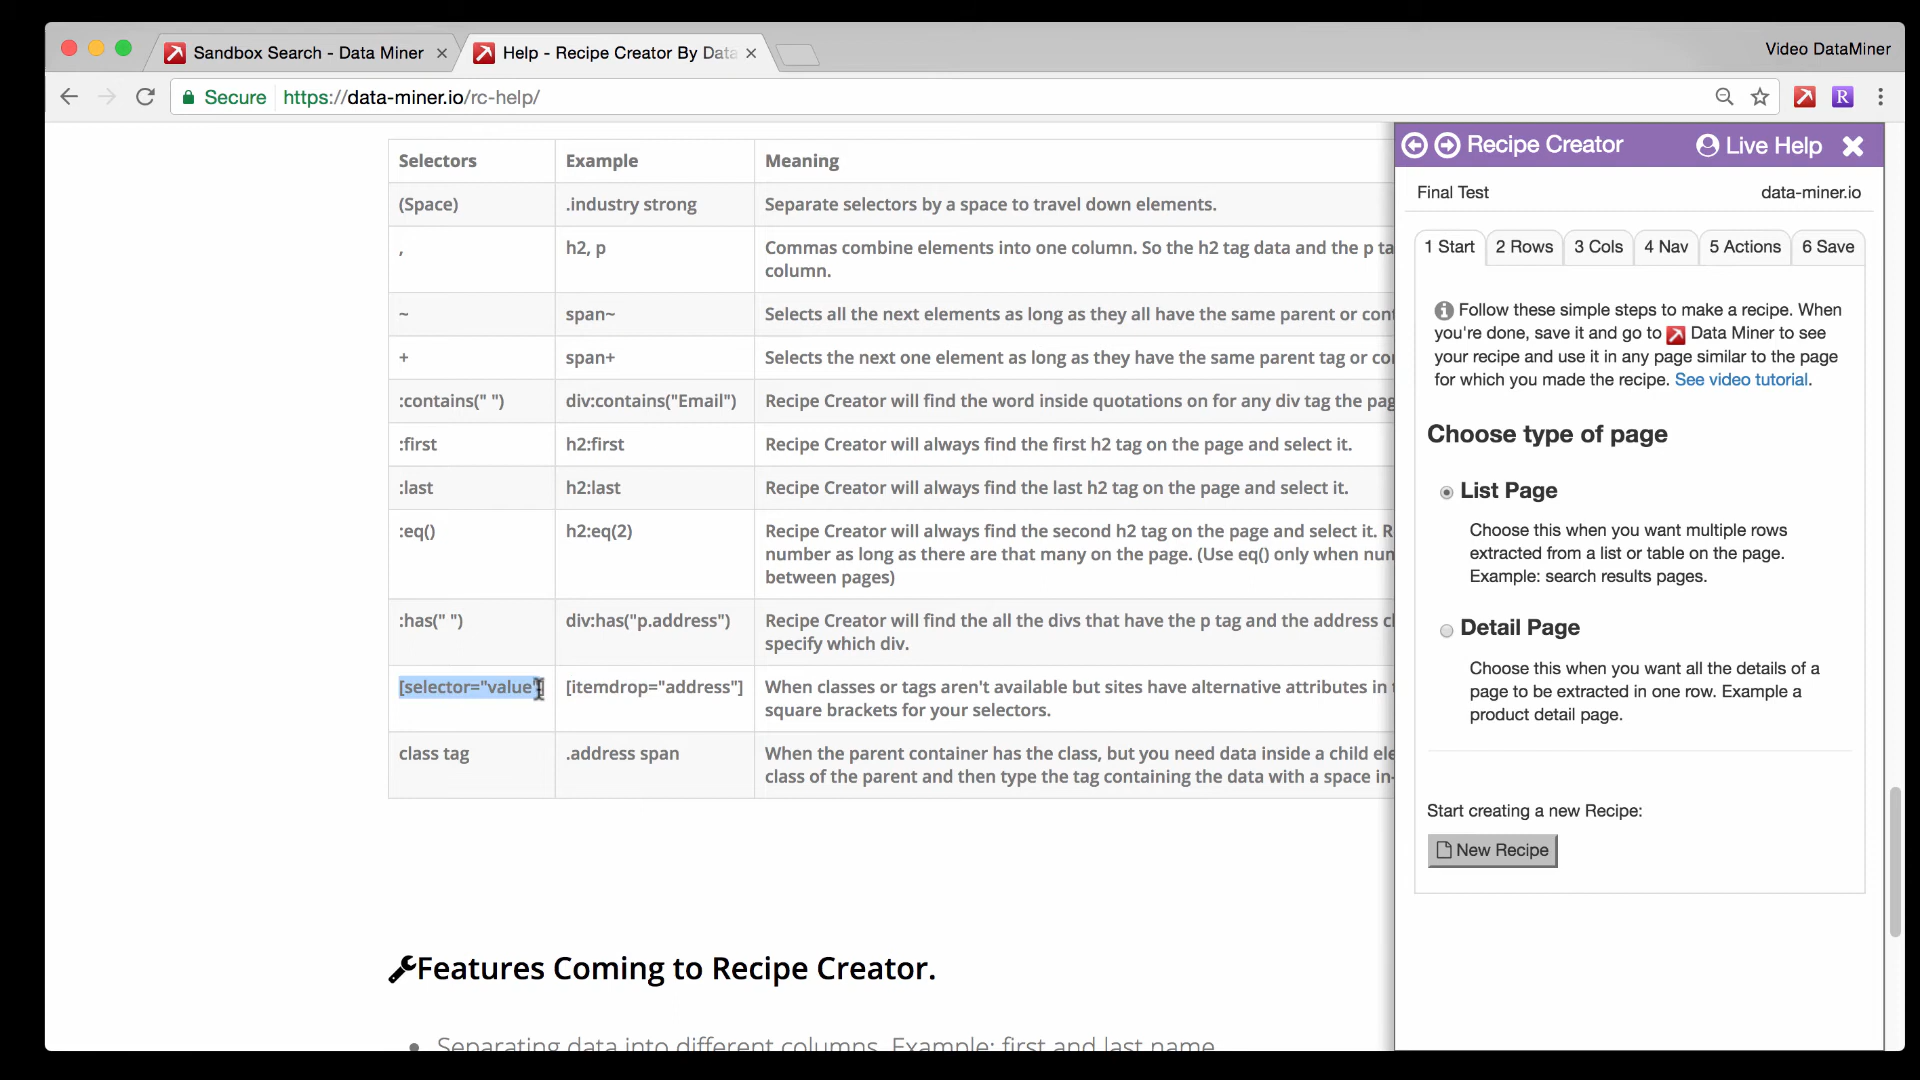 Sandbox Search - Data Miner
Help - Recipe Creator By Data
Video DataMiner
Secure https://data-miner.io/rc-help/
R
Selectors Example Meaning
(Space) .industry strong Separate selectors by a space to travel down elements.
, h2, p Commas combine elements into one column. So the h2 tag data and the p ta
column.
~ span~ Selects all the next elements as long as they all have the same parent or con
+ span+ Selects the next one element as long as they have the same parent tag or co
:contains(" ") div:contains("Email") Recipe Creator will find the word inside quotations on for any div tag the pag
:first h2:first Recipe Creator will always find the first h2 tag on the page and select it.
:last h2:last Recipe Creator will always find the last h2 tag on the page and select it.
:eq() h2:eq(2) Recipe Creator will always find the second h2 tag on the page and select it. R
number as long as there are that many on the page. (Use eq() only when num
between pages)
:has(" ") div:has("p.address") Recipe Creator will find the all the divs that have the p tag and the address cl
specify which div.
[selector="value"] [itemdrop="address"] When classes or tags aren't available but sites have alternative attributes in t
square brackets for your selectors.
class tag .address span When the parent container has the class, but you need data inside a child ele
class of the parent and then type the tag containing the data with a space in-
Features Coming to Recipe Creator.
Separating data into different columns. Example: first and last name
Recipe Creator Live Help
Final Test data-miner.io
1 Start 2 Rows 3 Cols 4 Nav 5 Actions 6 Save
Follow these simple steps to make a recipe. When
you're done, save it and go to Data Miner to see
your recipe and use it in any page similar to the page
for which you made the recipe. See video tutorial.
Choose type of page
List Page
Choose this when you want multiple rows
extracted from a list or table on the page.
Example: search results pages.
Detail Page
Choose this when you want all the details of a
page to be extracted in one row. Example a
product detail page.
Start creating a new Recipe:
New Recipe